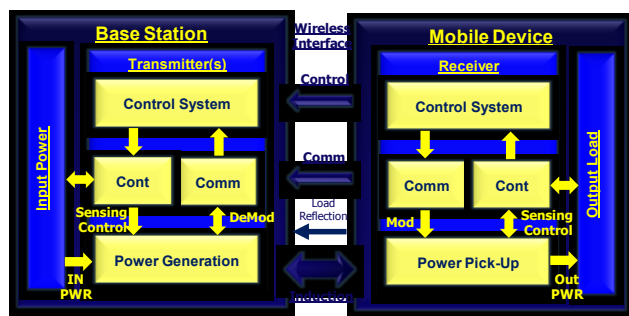 Base Station
Transmitter(s)
Control System
Input Power
Cont
Comm
Sensing
Control
DeMod
Power Generation
IN
PWR
Wireless
Interface
Control
Comm
Load
Reflection
Induction
Mobile Device
Receiver
Control System
Comm
Cont
Output Load
Mod
Sensing
Control
Power Pick-Up
Out
PWR